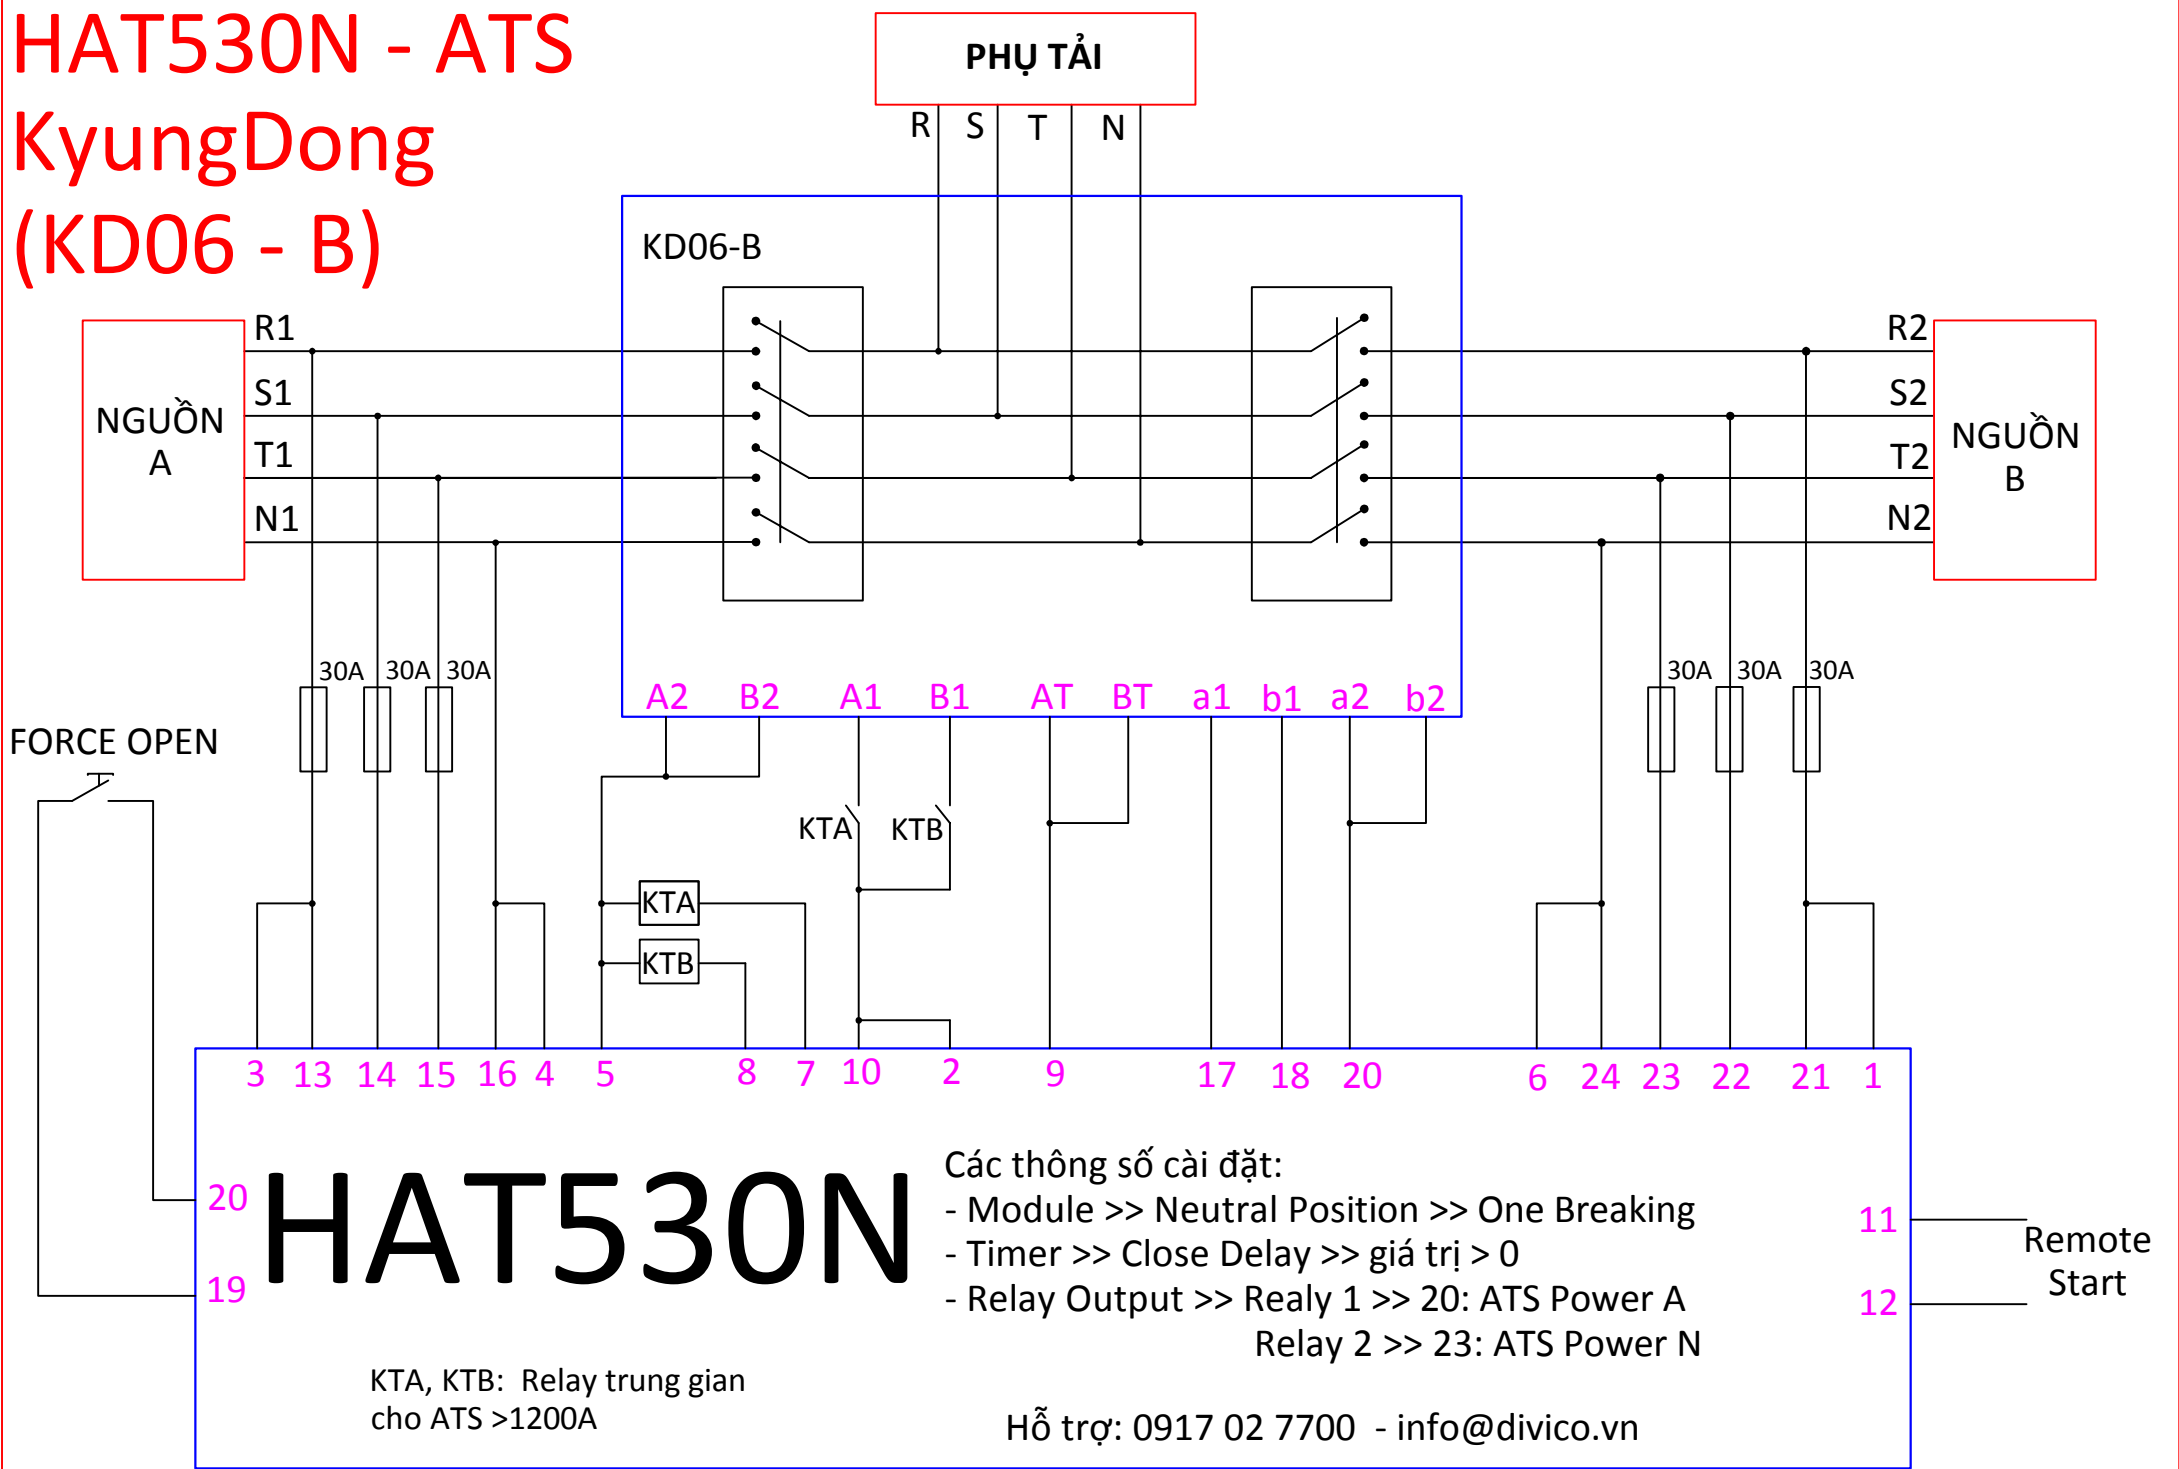 HAT530N - ATS
KyungDong
(KD06 - B)
PHỤ TẢI
R S T N
KD06-B
R1
S1
T1
N1
NGUỒN
A
R2
S2
T2
N2
NGUỒN
B
30A 30A 30A
30A 30A 30A
A2 B2 A1 B1 AT BT a1 b1 a2 b2
FORCE OPEN
KTA KTB
KTA
KTB
3 13 14 15 16 4 5 8 7 10 2 9 17 18 20 6 24 23 22 21 1
20
19
HAT530N
Các thông số cài đặt:
- Module >> Neutral Position >> One Breaking
- Timer >> Close Delay >> giá trị > 0
- Relay Output >> Realy 1 >> 20: ATS Power A
Relay 2 >> 23: ATS Power N
11
12
Remote
Start
KTA, KTB: Relay trung gian
cho ATS >1200A
Hỗ trợ: 0917 02 7700 - info@divico.vn